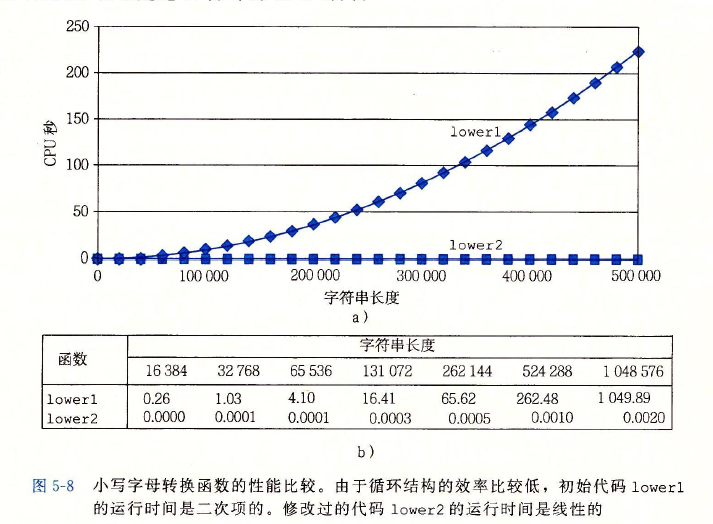 250
200
150
100
50
0
CPU 秒
lower1
lower2
0 100 000 200 000 300 000 400 000 500 000
字符串长度
a)
函数 字符串长度
16 384 32 768 65 536 131 072 262 144 524 288 1 048 576
lower1 0.26 1.03 4.10 16.41 65.62 262.48 1 049.89
lower2 0.0000 0.0001 0.0001 0.0003 0.0005 0.0010 0.0020
b)
图 5-8 小写字母转换函数的性能比较。由于循环结构的效率比较低，初始代码 lower1
的运行时间是二次项的。修改过的代码 lower2 的运行时间是线性的